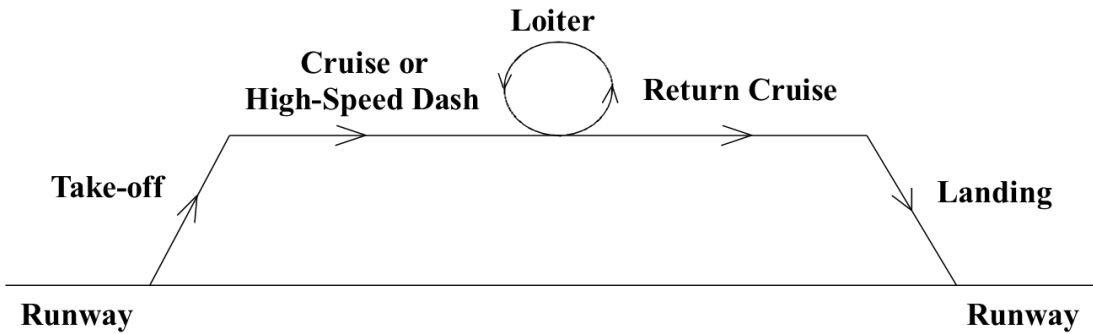 Loiter
Cruise or
High-Speed Dash
Return Cruise
Take-off
Landing
Runway
Runway